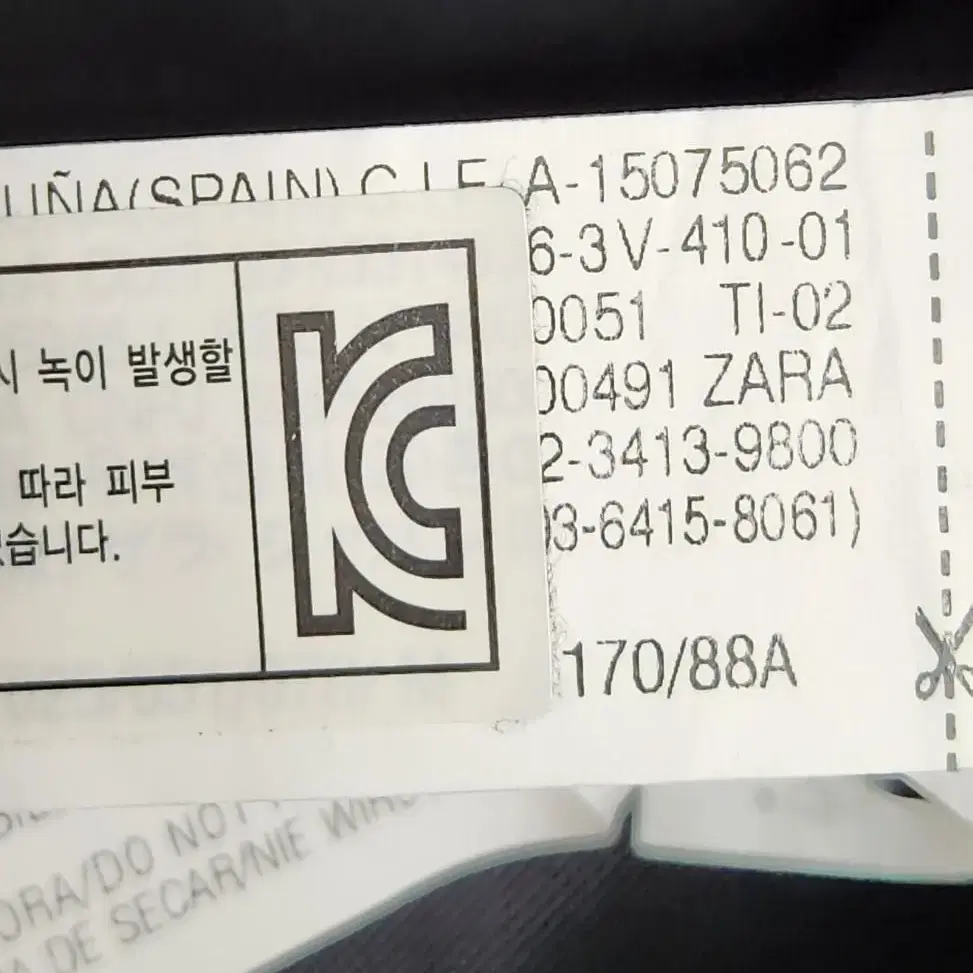 UÑA(SPAIN) C.I.F. A-15075062
6-3V-410-01
0051 TI-02
00491 ZARA
2-3413-9800
03-6415-8061)
170/88A
시 녹이 발생할
따라 피부
습니다.
KC
ORA/DO NOT
DE SECAR/NIE